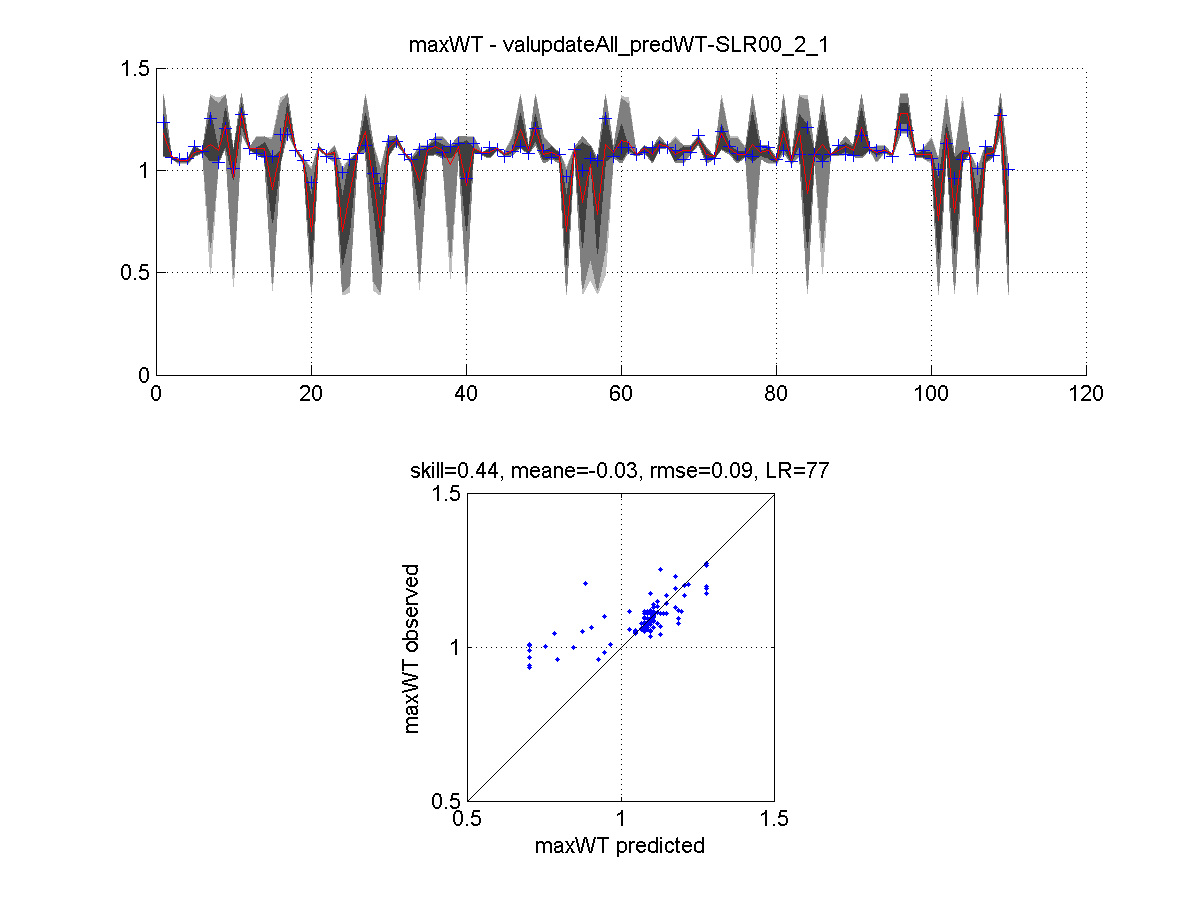 maxWT - valupdateAll_predWT-SLR00_2_1
1.5
1
0.5
0
0 20 40 60 80 100 120
skill=0.44, meane=-0.03, rmse=0.09, LR=77
1.5
maxWT observed
1
0.5
0.5 1 1.5
maxWT predicted